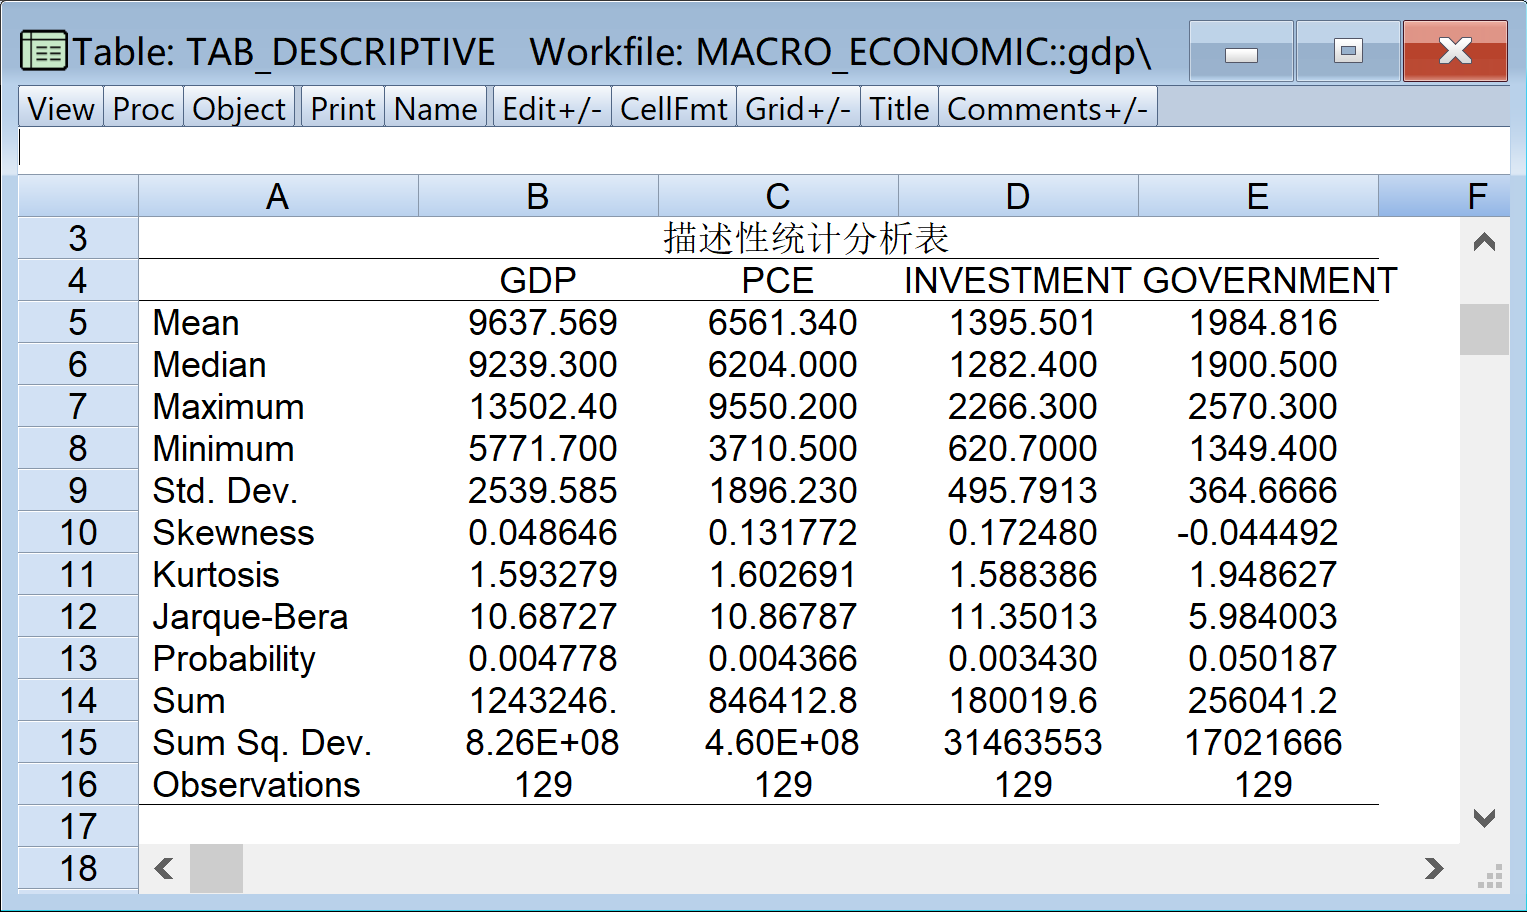 Table: TAB_DESCRIPTIVE Workfile: MACRO_ECONOMIC::gdp\
View Proc Object Print Name Edit+/- CellFmt Grid+/- Title Comments+/-
A B C D E F
3 描述性统计分析表
4 GDP PCE INVESTMENT GOVERNMENT
5 Mean 9637.569 6561.340 1395.501 1984.816
6 Median 9239.300 6204.000 1282.400 1900.500
7 Maximum 13502.40 9550.200 2266.300 2570.300
8 Minimum 5771.700 3710.500 620.7000 1349.400
9 Std. Dev. 2539.585 1896.230 495.7913 364.6666
10 Skewness 0.048646 0.131772 0.172480 -0.044492
11 Kurtosis 1.593279 1.602691 1.588386 1.948627
12 Jarque-Bera 10.68727 10.86787 11.35013 5.984003
13 Probability 0.004778 0.004366 0.003430 0.050187
14 Sum 1243246. 846412.8 180019.6 256041.2
15 Sum Sq. Dev. 8.26E+08 4.60E+08 31463553 17021666
16 Observations 129 129 129 129
17
18